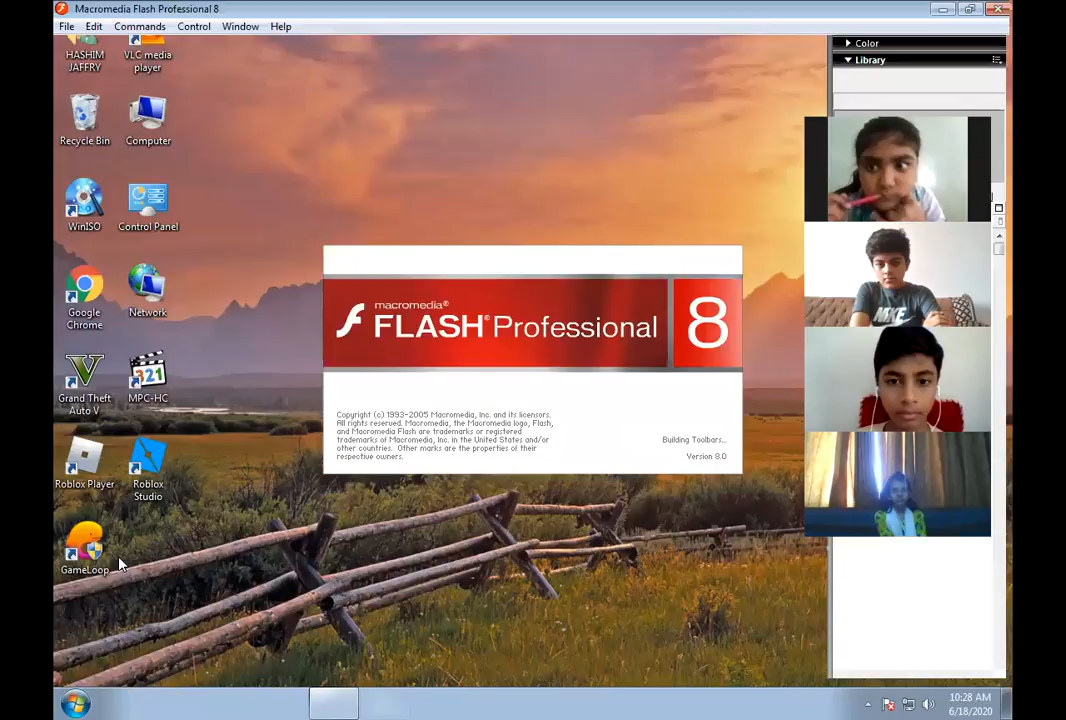 Macromedia Flash Professional 8
File Edit Commands Control Window Help
HASHIM JAFFRY
VLC media player
Recycle Bin
Computer
WinISO
Control Panel
Google Chrome
Network
Grand Theft Auto V
MPC-HC
321
Roblox Player
Roblox Studio
GameLoop
macromedia®
FLASH® Professional 8
Copyright (c) 1993-2005 Macromedia, Inc. and its licensors.
All rights reserved. Macromedia, the Macromedia logo, Flash,
and Macromedia Flash are trademarks or registered
trademarks of Macromedia, Inc. in the United States and/or
other countries. Other marks are the properties of their
respective owners.
Building Toolbars...
Version 8.0
Color
Library
NIKE
10:28 AM
6/18/2020